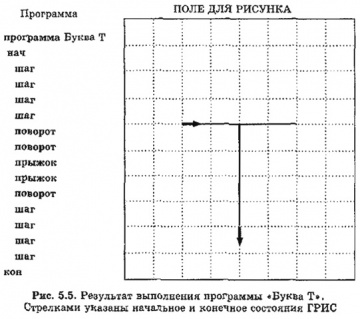 Программа
ПОЛЕ ДЛЯ РИСУНКА
программа Буква Т
нач
шаг
шаг
шаг
шаг
поворот
поворот
прыжок
прыжок
поворот
шаг
шаг
шаг
шаг
кон
Рис. 5.5. Результат выполнения программы «Буква Т».
Стрелками указаны начальное и конечное состояния ГРИС